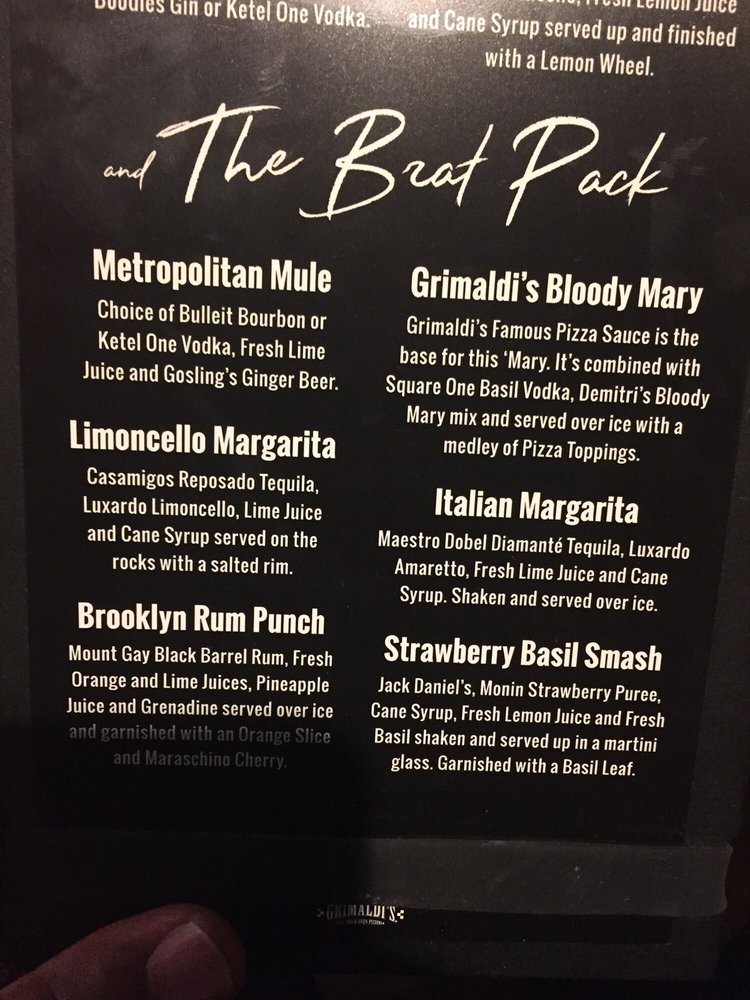 Boodles Gin or Ketel One Vodka.
Fresh Lemon Juice
and Cane Syrup served up and finished
with a Lemon Wheel.
and The Brat Pack
Metropolitan Mule
Choice of Bulleit Bourbon or
Ketel One Vodka, Fresh Lime
Juice and Gosling's Ginger Beer.
Limoncello Margarita
Casamigos Reposado Tequila,
Luxardo Limoncello, Lime Juice
and Cane Syrup served on the
rocks with a salted rim.
Brooklyn Rum Punch
Mount Gay Black Barrel Rum, Fresh
Orange and Lime Juices, Pineapple
Juice and Grenadine served over ice
and garnished with an Orange Slice
and Maraschino Cherry.
Grimaldi's Bloody Mary
Grimaldi's Famous Pizza Sauce is the
base for this 'Mary. It's combined with
Square One Basil Vodka, Demitri's Bloody
Mary mix and served over ice with a
medley of Pizza Toppings.
Italian Margarita
Maestro Dobel Diamanté Tequila, Luxardo
Amaretto, Fresh Lime Juice and Cane
Syrup. Shaken and served over ice.
Strawberry Basil Smash
Jack Daniel's, Monin Strawberry Puree,
Cane Syrup, Fresh Lemon Juice and Fresh
Basil shaken and served up in a martini
glass. Garnished with a Basil Leaf.
GRIMALDI'S